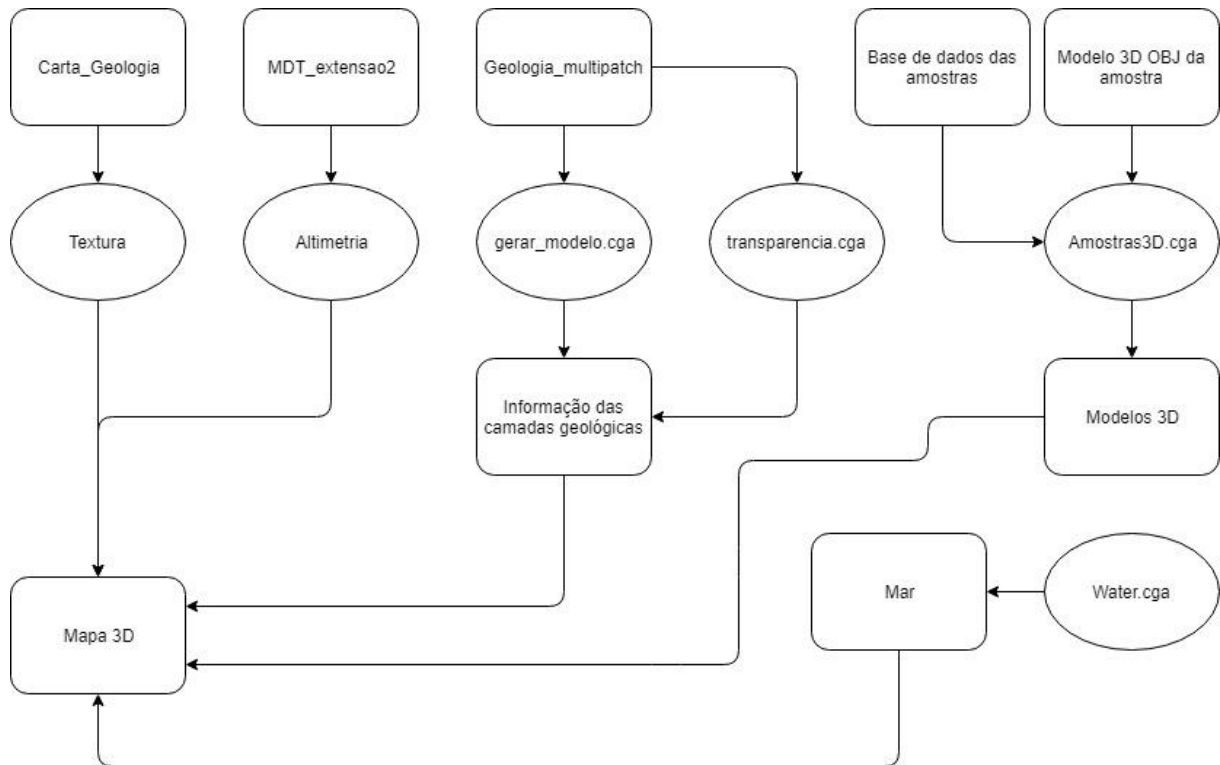 Carta_Geologia
MDT_extensao2
Geologia_multipatch
Base de dados das
amostras
Modelo 3D OBJ da
amostra
Textura
Altimetria
gerar_modelo.cga
transparencia.cga
Amostras3D.cga
Informação das
camadas geológicas
Modelos 3D
Mapa 3D
Mar
Water.cga